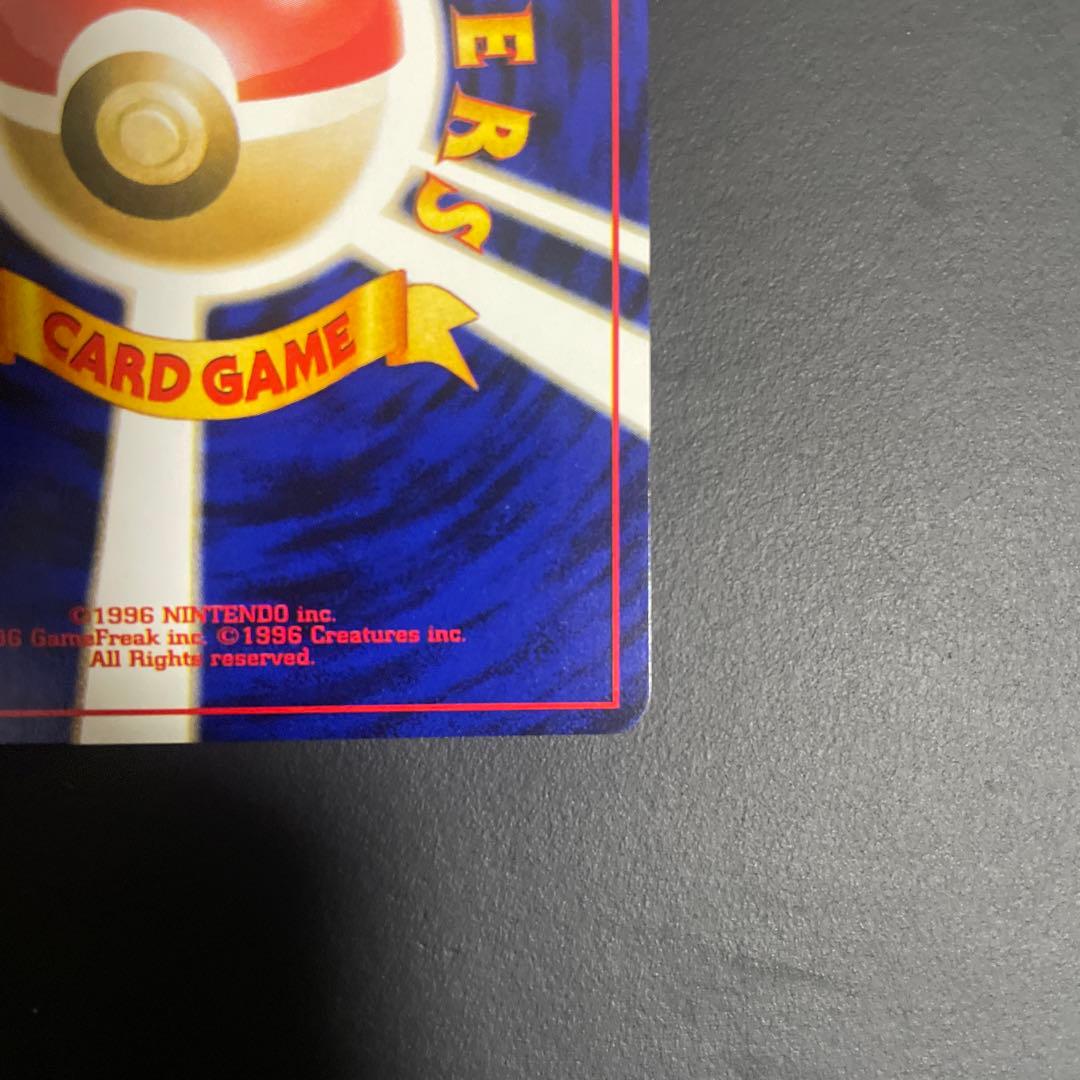 ERS
CARD GAME
©1996 NINTENDO inc.
96 GameFreak inc. ©1996 Creatures inc.
All Rights reserved.